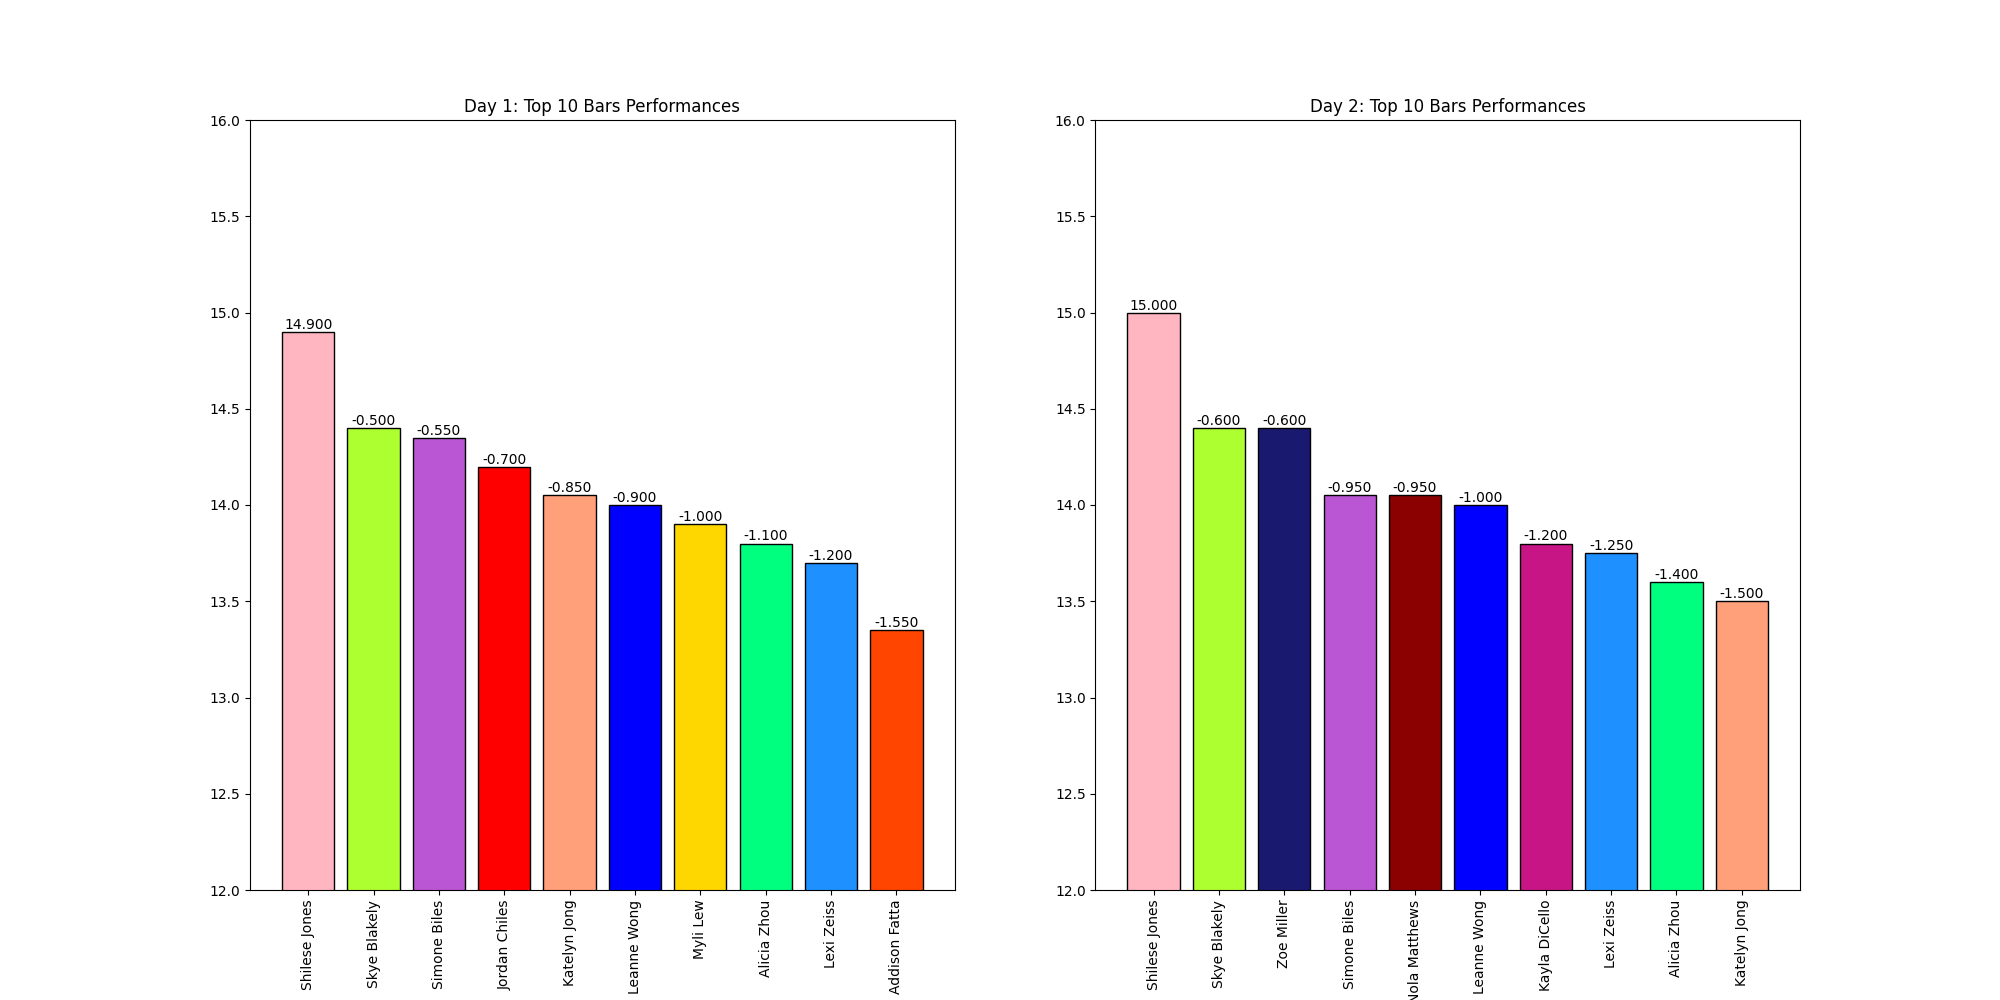 Day 1: Top 10 Bars Performances
16.0
15.5
15.0
14.5
14.0
13.5
13.0
12.5
12.0
14.900
-0.500
-0.550
-0.700
-0.850
-0.900
-1.000
-1.100
-1.200
-1.550
Shilese Jones
Skye Blakely
Simone Biles
Jordan Chiles
Katelyn Jong
Leanne Wong
Myli Lew
Alicia Zhou
Lexi Zeiss
Addison Fatta
Day 2: Top 10 Bars Performances
16.0
15.5
15.0
14.5
14.0
13.5
13.0
12.5
12.0
15.000
-0.600
-0.600
-0.950
-0.950
-1.000
-1.200
-1.250
-1.400
-1.500
Shilese Jones
Skye Blakely
Zoe Miller
Simone Biles
Nola Matthews
Leanne Wong
Kayla DiCello
Lexi Zeiss
Alicia Zhou
Katelyn Jong